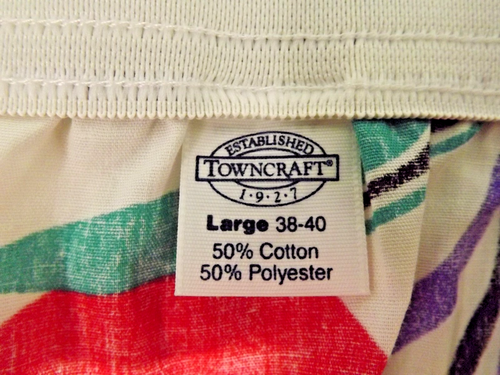 ESTABLISHED
TOWNCRAFT®
1·9·2·7
Large 38-40
50% Cotton
50% Polyester